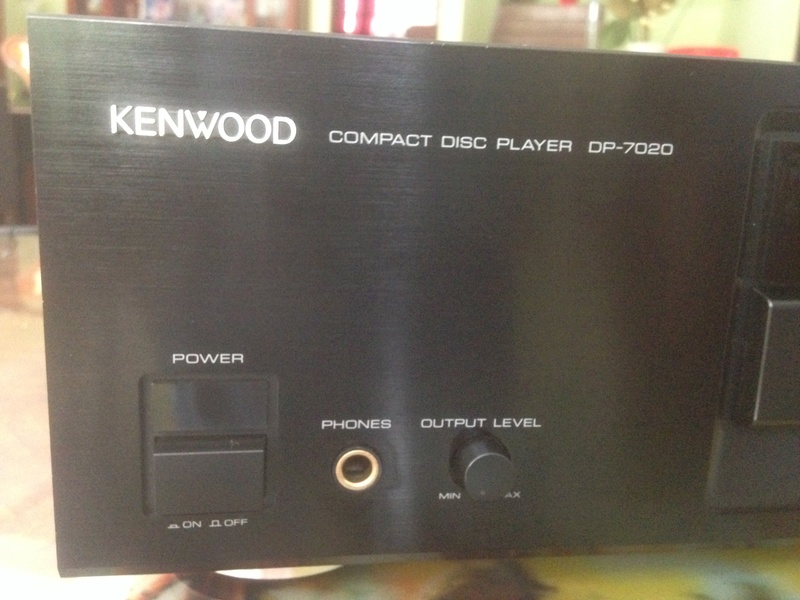 KENWOOD COMPACT DISC PLAYER DP-7020
POWER
PHONES OUTPUT LEVEL
MIN
ON OFF